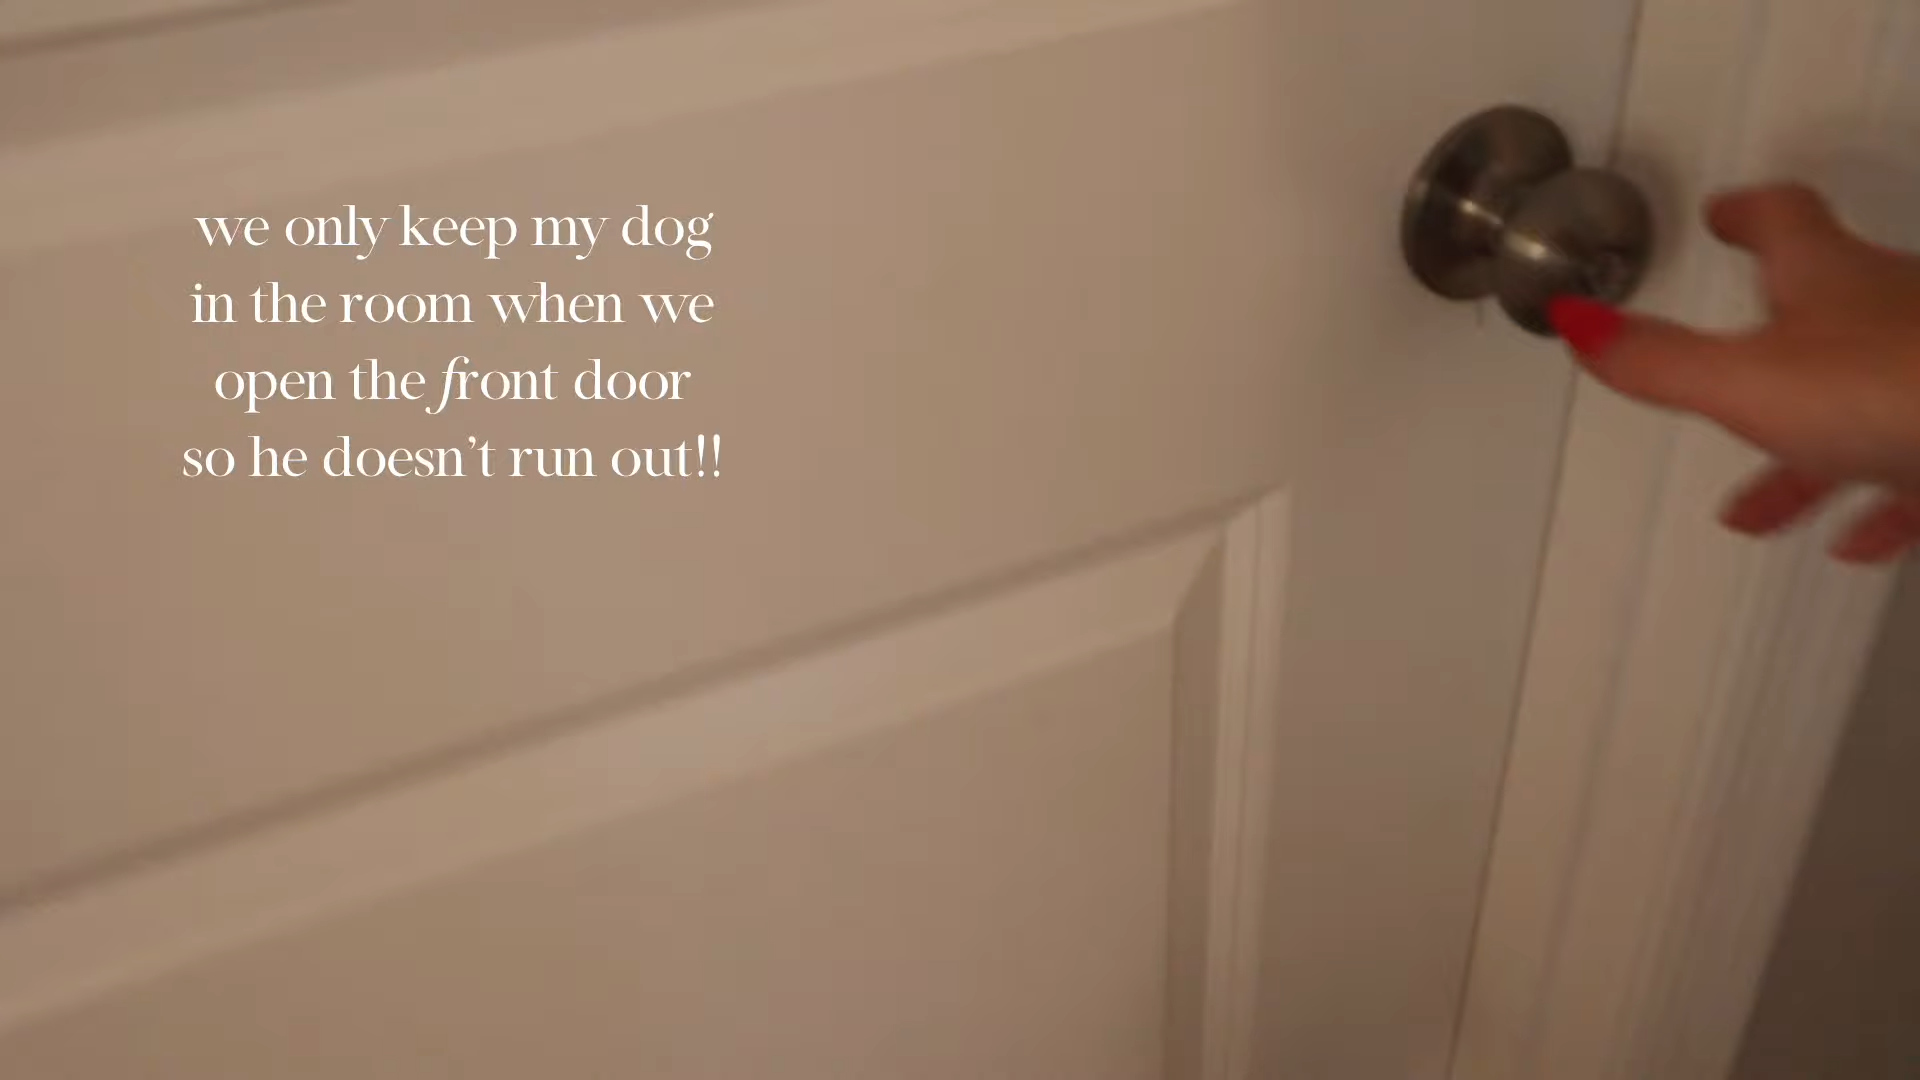 we only keep my dog
in the room when we
open the front door
so he doesn't run out!!